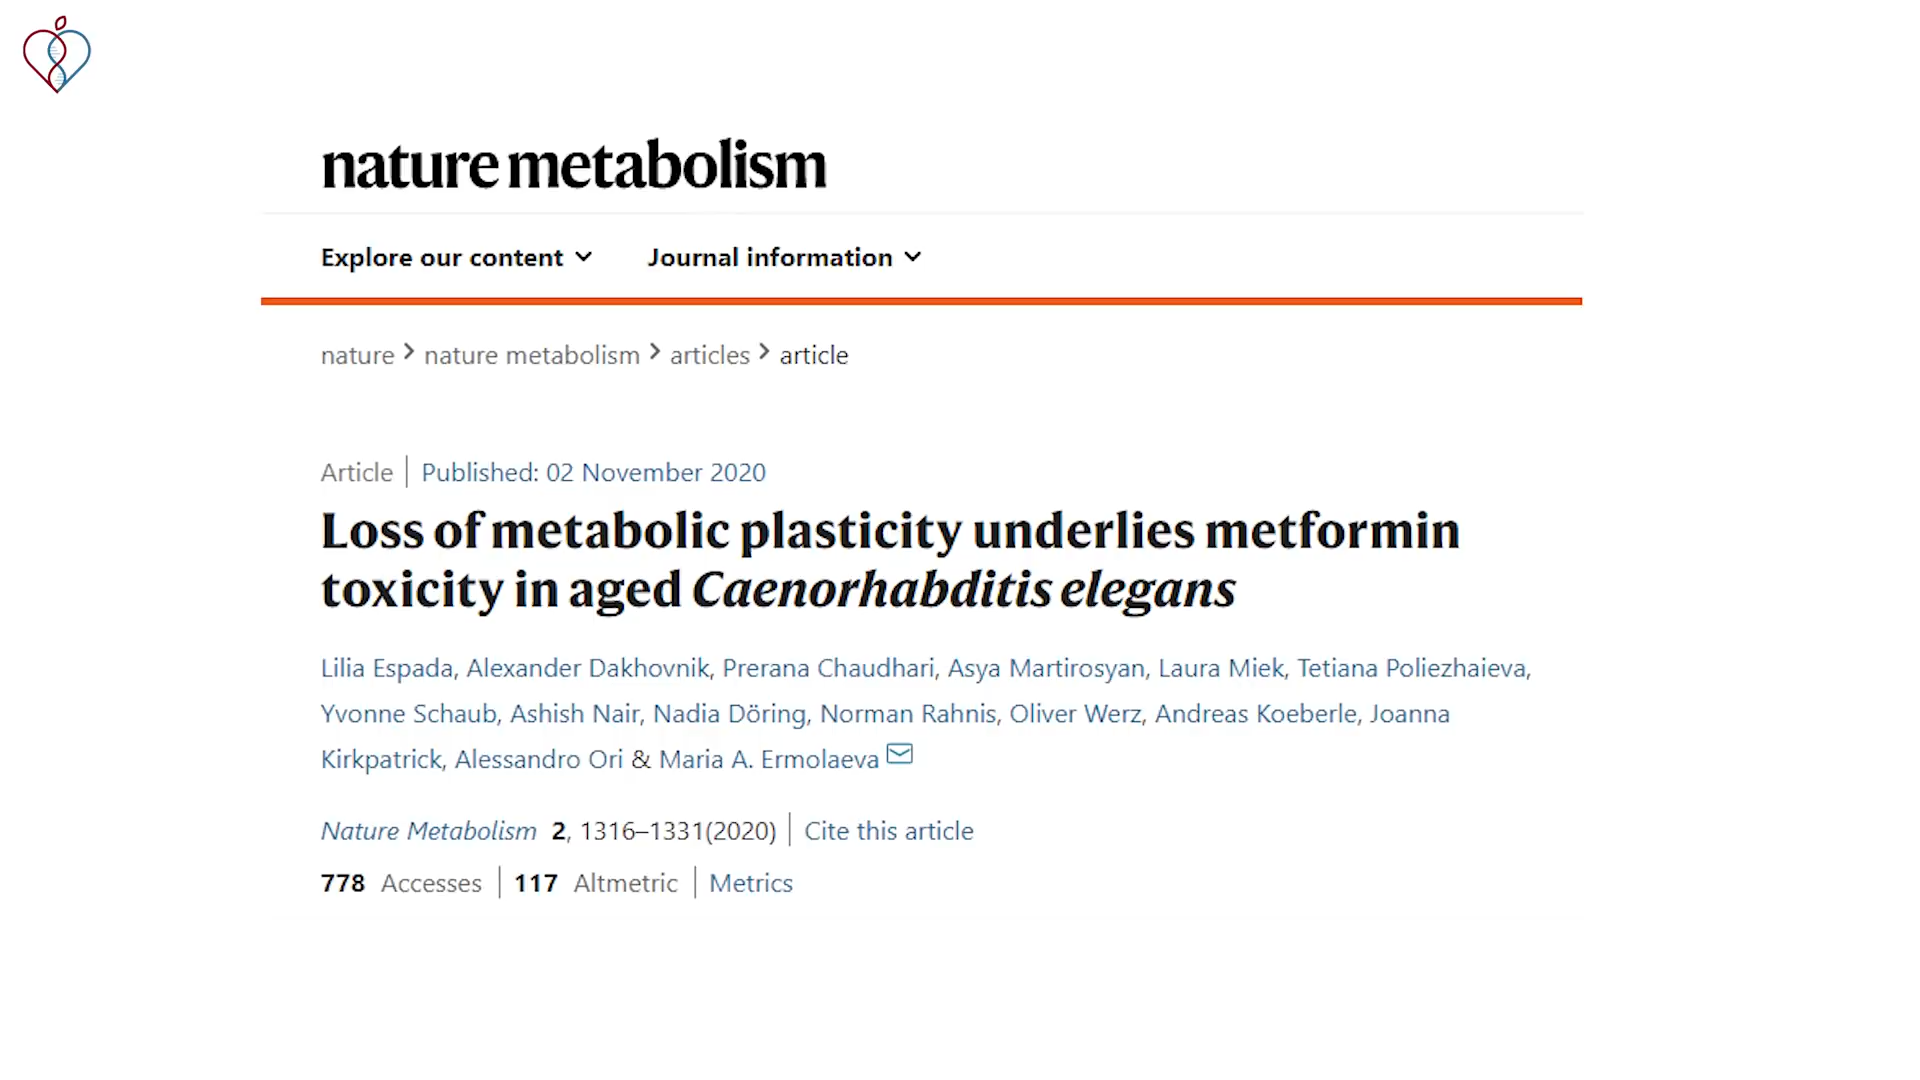 nature metabolism
Explore our content Journal information
nature > nature metabolism > articles > article
Article | Published: 02 November 2020
Loss of metabolic plasticity underlies metformin
toxicity in aged Caenorhabditis elegans
Lilia Espada, Alexander Dakhovnik, Prerana Chaudhari, Asya Martirosyan, Laura Miek, Tetiana Poliezhaieva,
Yvonne Schaub, Ashish Nair, Nadia Döring, Norman Rahnis, Oliver Werz, Andreas Koeberle, Joanna
Kirkpatrick, Alessandro Ori & Maria A. Ermolaeva
Nature Metabolism 2, 1316–1331(2020) | Cite this article
778 Accesses | 117 Altmetric | Metrics